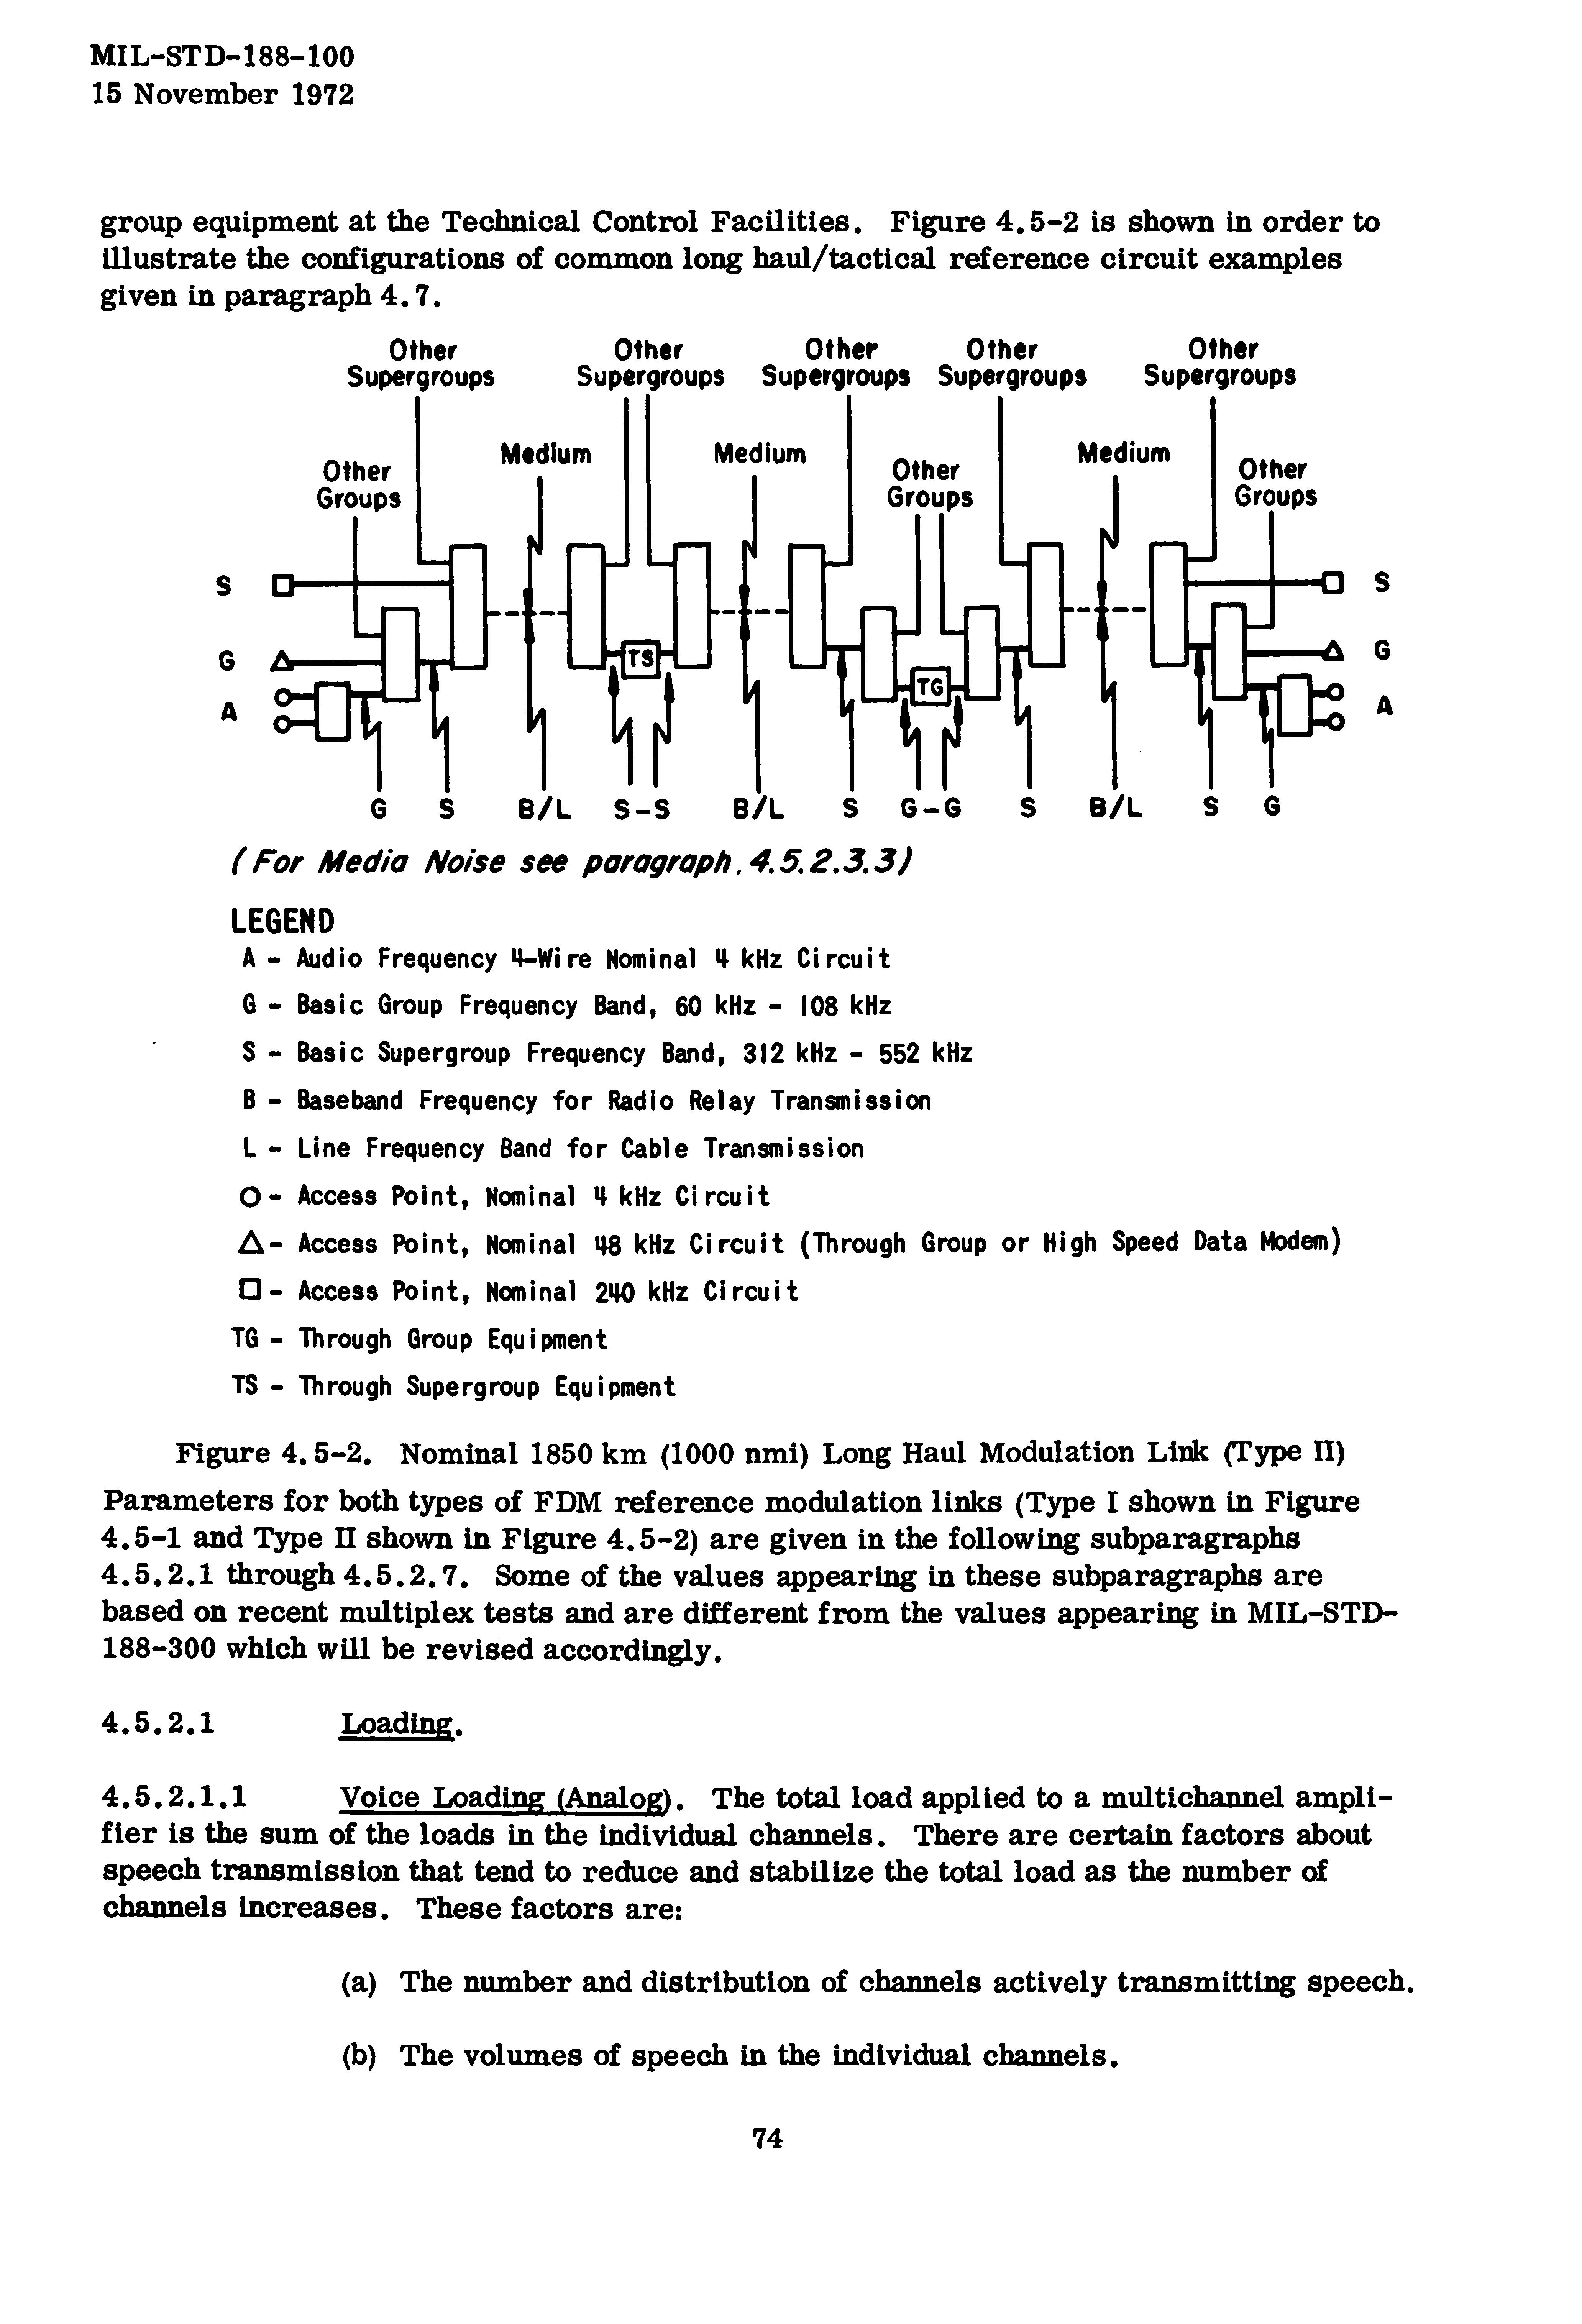 MIL-STD-188-100
15 November 1972
group equipment at the Technical Control Facilities. Figure 4.5-2 is shown in order to
illustrate the configurations of common long haul/tactical reference circuit examples
given in paragraph 4.7.
Other Other Other Other Other
Supergroups Supergroups Supergroups Supergroups Supergroups
Medium Medium Medium
Other Other Other
Groups Groups Groups
S S
TS
G G
TG
A A
G S B/L S-S B/L S G-G S B/L S G
(For Media Noise see paragraph. 4.5.2.3.3)
LEGEND
A - Audio Frequency 4-Wire Nominal 4 kHz Circuit
G - Basic Group Frequency Band, 60 kHz - 108 kHz
S - Basic Supergroup Frequency Band, 312 kHz - 552 kHz
B - Baseband Frequency for Radio Relay Transmission
L - Line Frequency Band for Cable Transmission
O - Access Point, Nominal 4 kHz Circuit
△ - Access Point, Nominal 48 kHz Circuit (Through Group or High Speed Data Modem)
□ - Access Point, Nominal 240 kHz Circuit
TG - Through Group Equipment
TS - Through Supergroup Equipment
Figure 4.5-2. Nominal 1850 km (1000 nmi) Long Haul Modulation Link (Type II)
Parameters for both types of FDM reference modulation links (Type I shown in Figure
4.5-1 and Type II shown in Figure 4.5-2) are given in the following subparagraphs
4.5.2.1 through 4.5.2.7. Some of the values appearing in these subparagraphs are
based on recent multiplex tests and are different from the values appearing in MIL-STD-
188-300 which will be revised accordingly.
4.5.2.1 Loading.
4.5.2.1.1 Voice Loading (Analog). The total load applied to a multichannel ampli-
fier is the sum of the loads in the individual channels. There are certain factors about
speech transmission that tend to reduce and stabilize the total load as the number of
channels increases. These factors are:
(a) The number and distribution of channels actively transmitting speech.
(b) The volumes of speech in the individual channels.
74